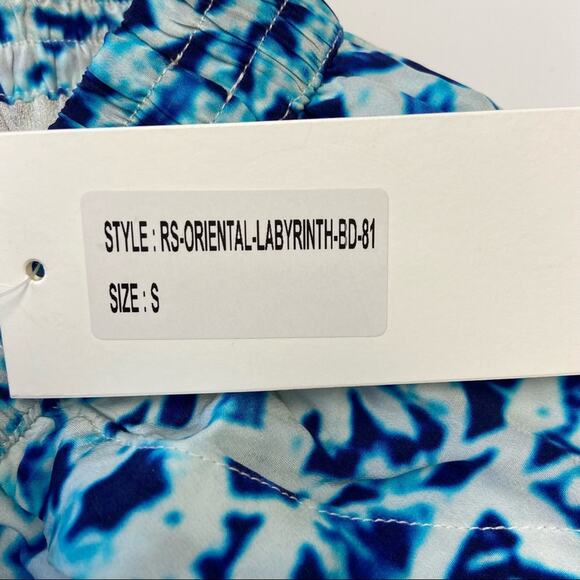 STYLE : RS-ORIENTAL-LABYRINTH-BD-81
SIZE : S